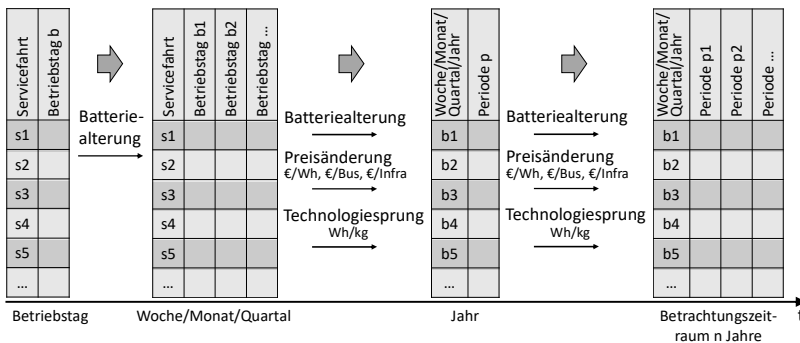 Servicefahrt
Betriebstag b
s1
s2
s3
s4
s5
...
Batterie-
alterung
Servicefahrt
Betriebstag b1
Betriebstag b2
Betriebstag ...
s1
s2
s3
s4
s5
...
Batteriealterung
Preisänderung
€/Wh, €/Bus, €/Infra
Technologiesprung
Wh/kg
Woche/Monat/
Quartal/Jahr
Periode p
b1
b2
b3
b4
b5
...
Batteriealterung
Preisänderung
€/Wh, €/Bus, €/Infra
Technologiesprung
Wh/kg
Woche/Monat/
Quartal/Jahr
Periode p1
Periode p2
Periode ...
b1
b2
b3
b4
b5
...
Betriebstag
Woche/Monat/Quartal
Jahr
Betrachtungszeit-
raum n Jahre
t